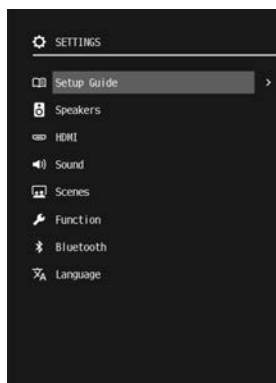 SETTINGS
Setup Guide
Speakers
HDMI
Sound
Scenes
Function
Bluetooth
Language